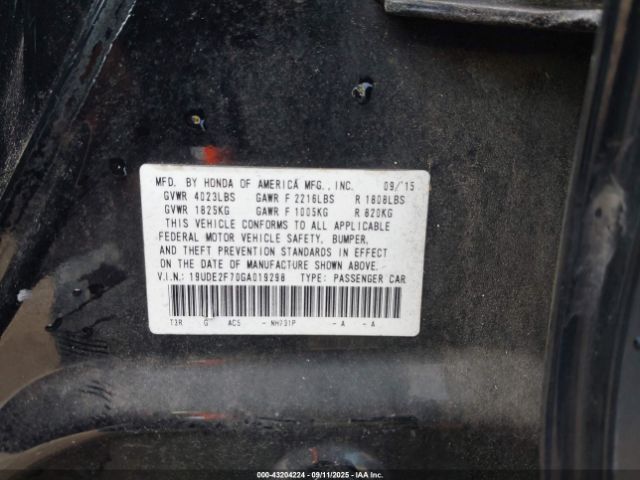 MFD. BY HONDA OF AMERICA MFG., INC. 09/15
GVWR 4023LBS GAWR F 2216LBS R 1808LBS
GVWR 1825KG GAWR F 1005KG R 820KG
THIS VEHICLE CONFORMS TO ALL APPLICABLE
FEDERAL MOTOR VEHICLE SAFETY, BUMPER,
AND THEFT PREVENTION STANDARDS IN EFFECT
ON THE DATE OF MANUFACTURE SHOWN ABOVE.
V.I.N.: 19UDE2F70GA019298 TYPE: PASSENGER CAR
T3R G AC5 - NH731P - A - A
00-43204224 - 09/11/2025 - IAA Inc.